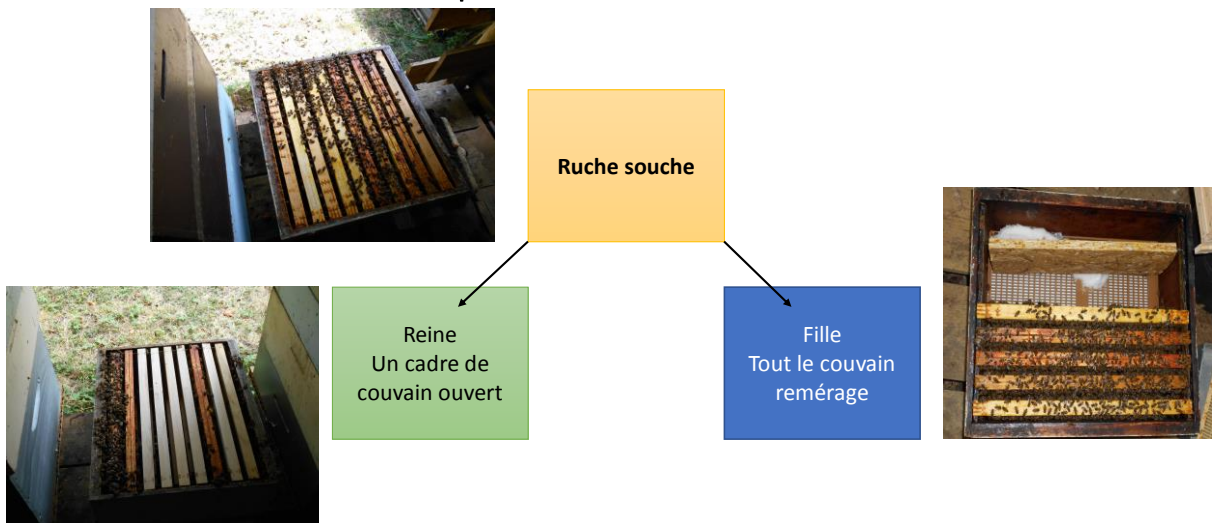 Ruche souche
Reine
Un cadre de
couvain ouvert
Fille
Tout le couvain
remérage